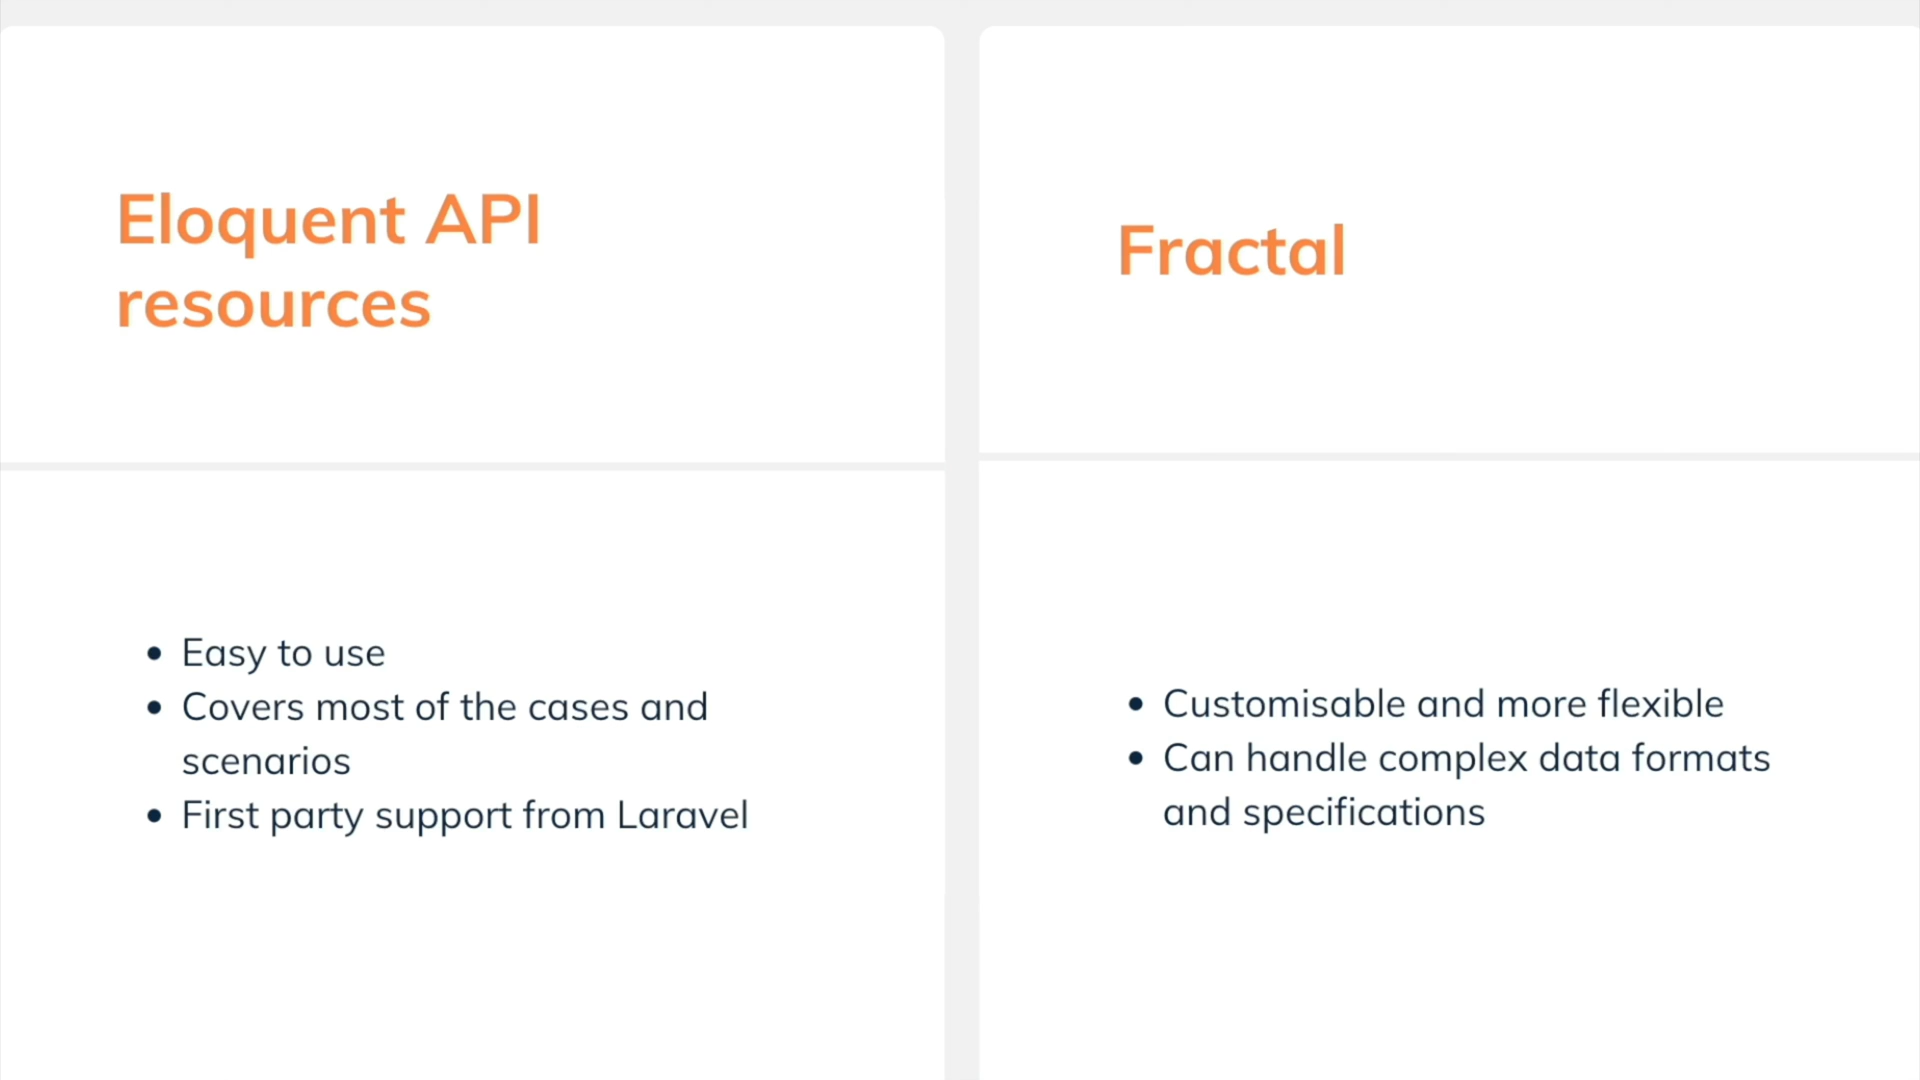 Eloquent API
resources
Easy to use
Covers most of the cases and
scenarios
First party support from Laravel
Fractal
Customisable and more flexible
Can handle complex data formats
and specifications